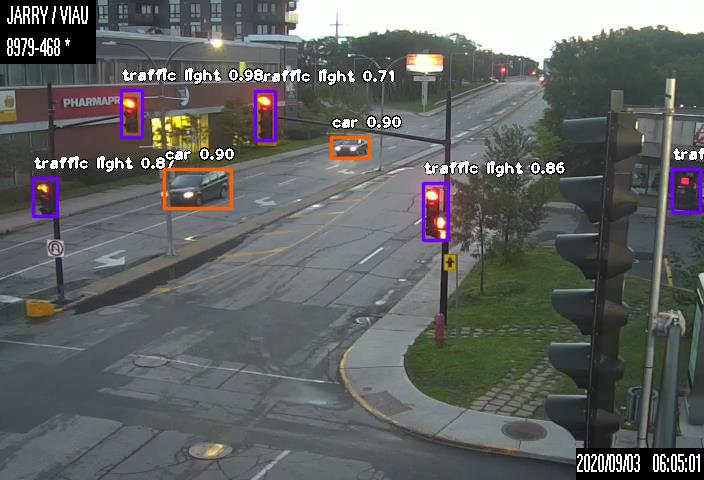 JARRY / VIAU
8979-468 *
traffic light 0.98
raffic light 0.71
PHARMAPR
car 0.90
traffic light 0.87
car 0.90
traffic light 0.86
traf
2020/09/03 06:05:01